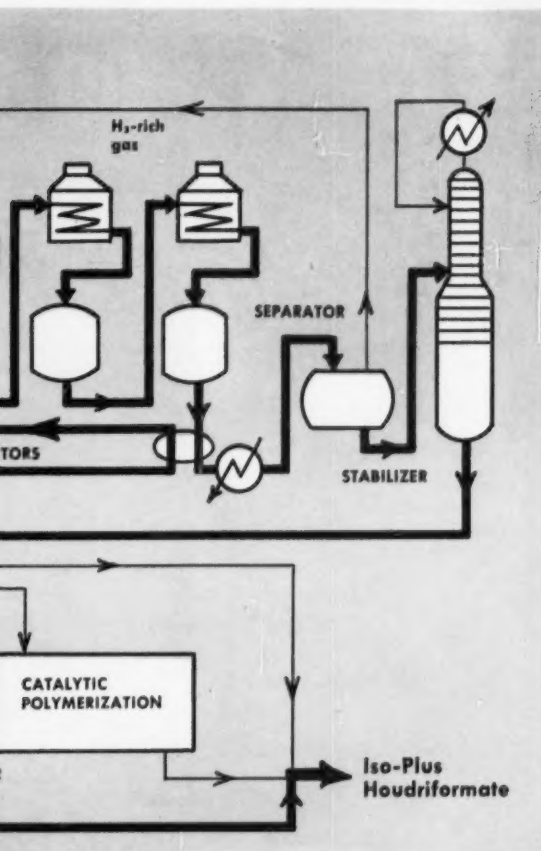 H₂-rich
gas
SEPARATOR
TORS
STABILIZER
CATALYTIC
POLYMERIZATION
Iso-Plus
Houdriformate